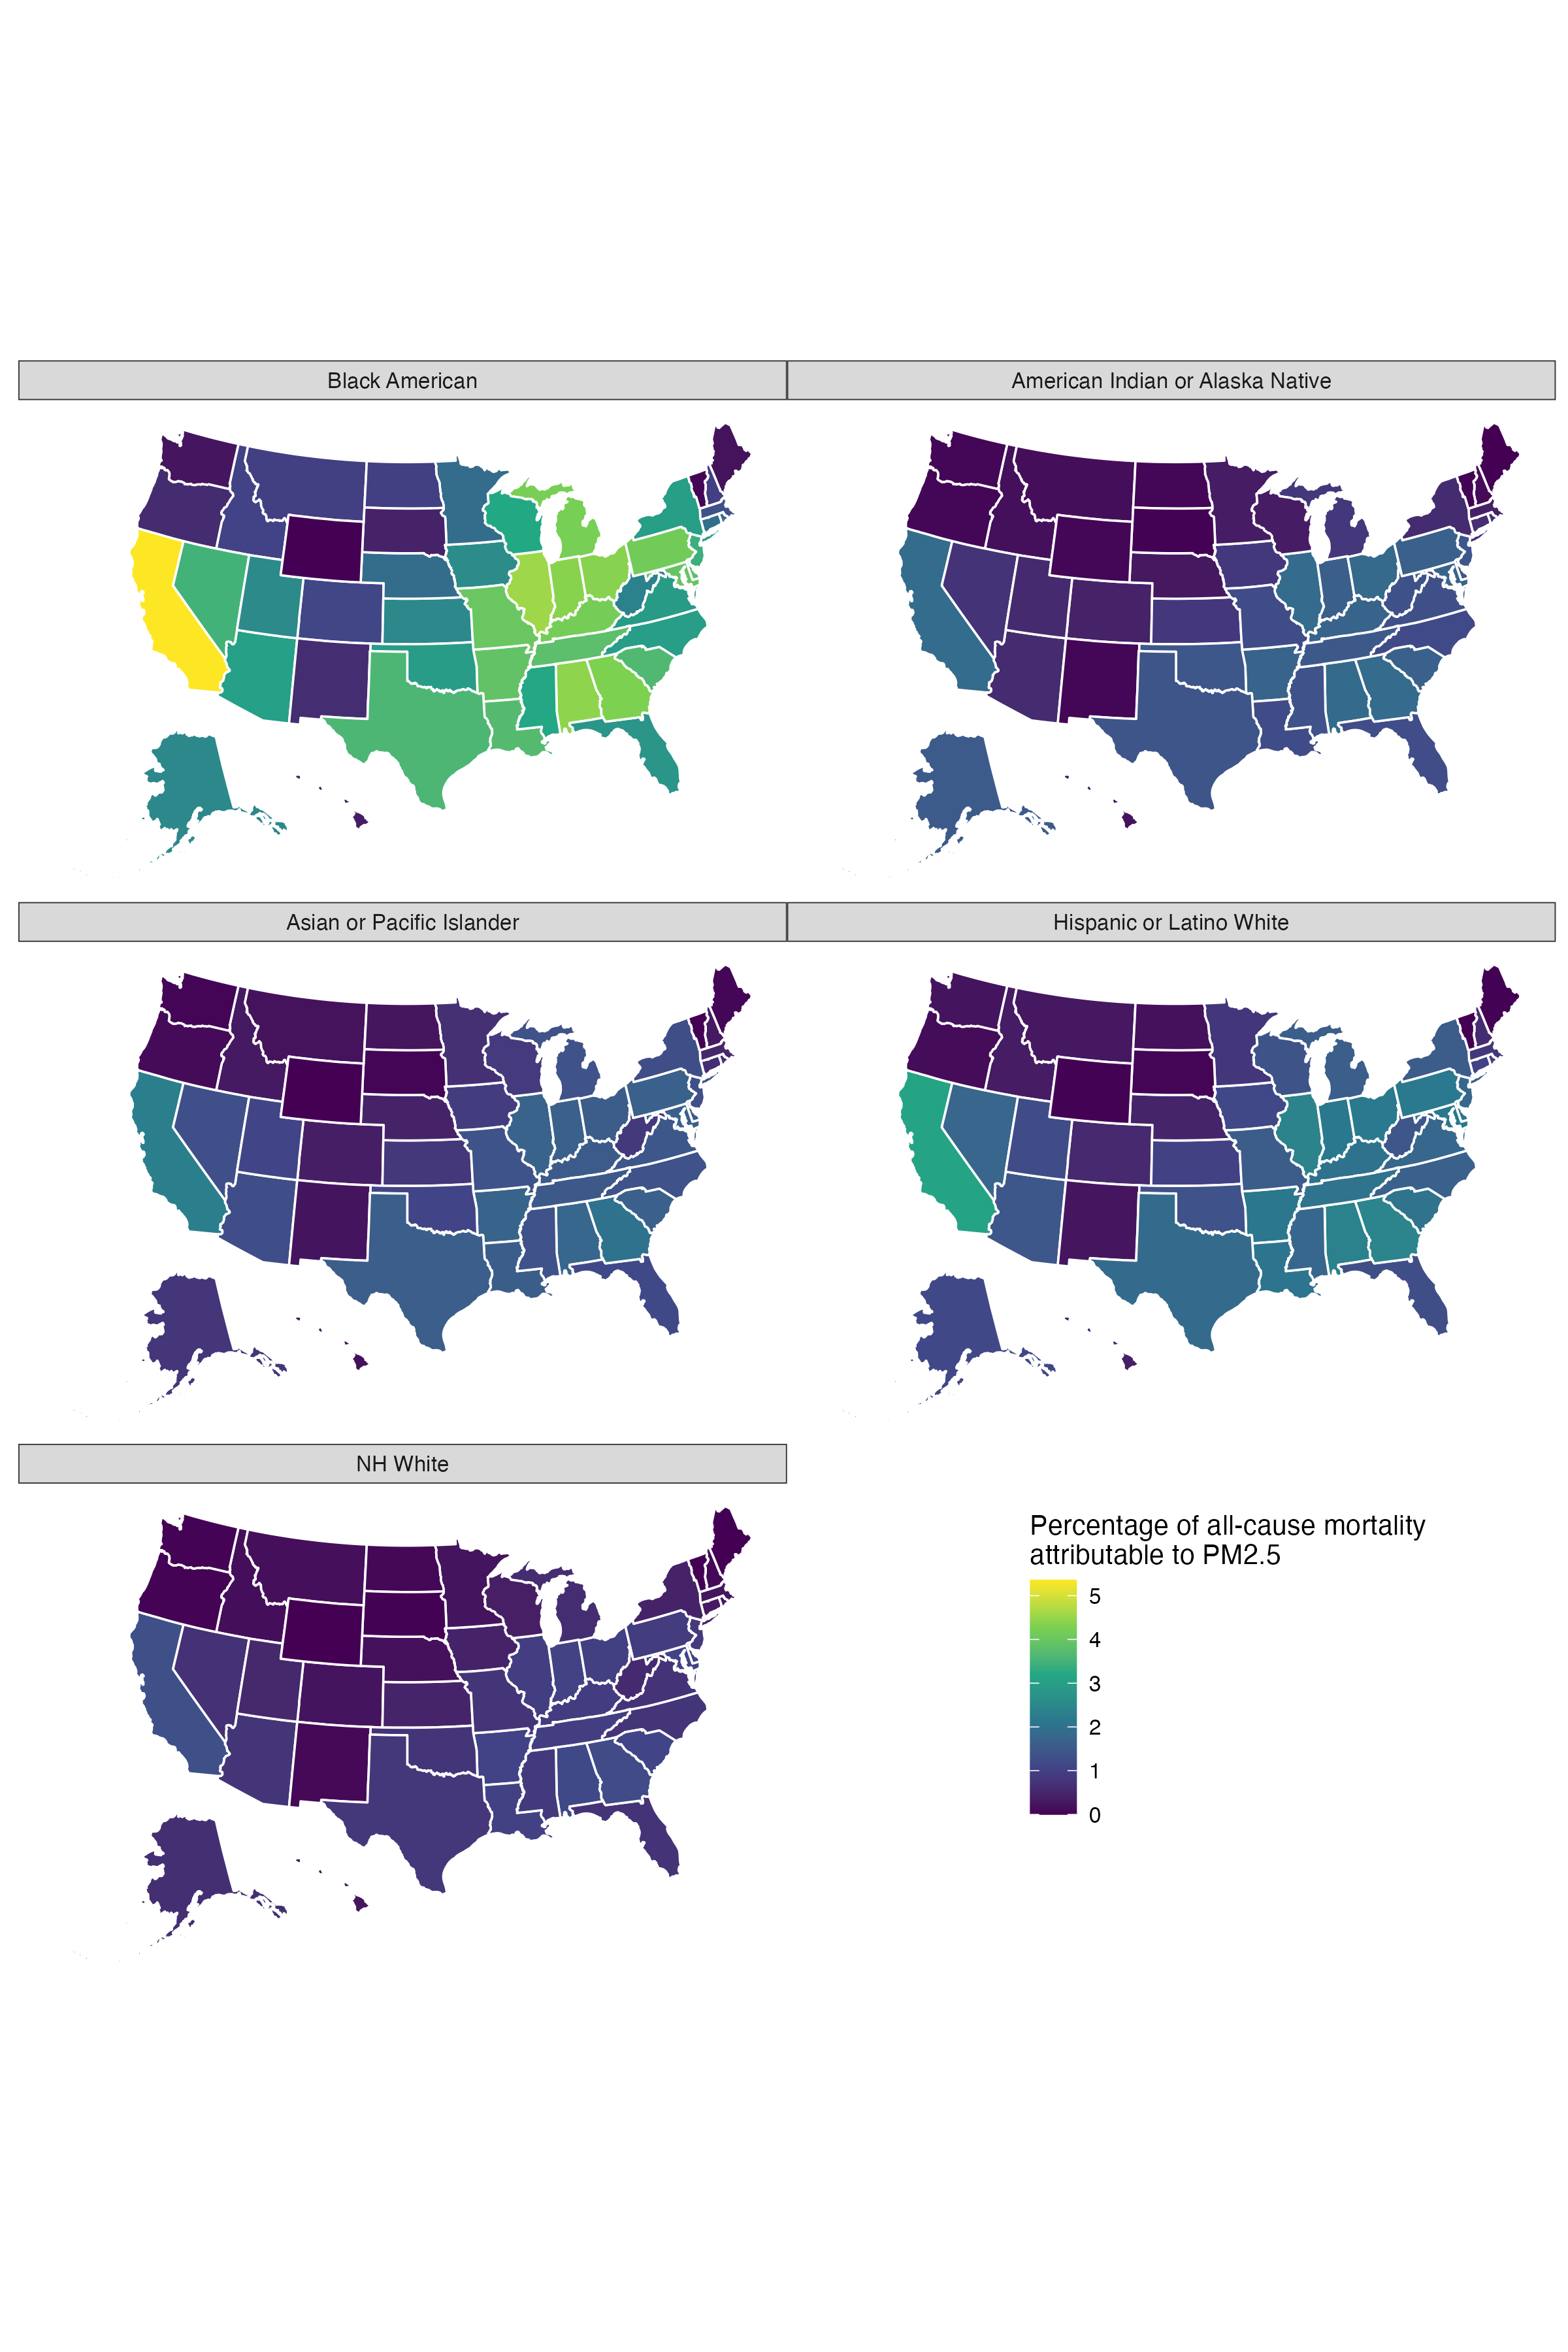 Black American
American Indian or Alaska Native
Asian or Pacific Islander
Hispanic or Latino White
NH White
Percentage of all-cause mortality
attributable to PM2.5
5
4
3
2
1
0